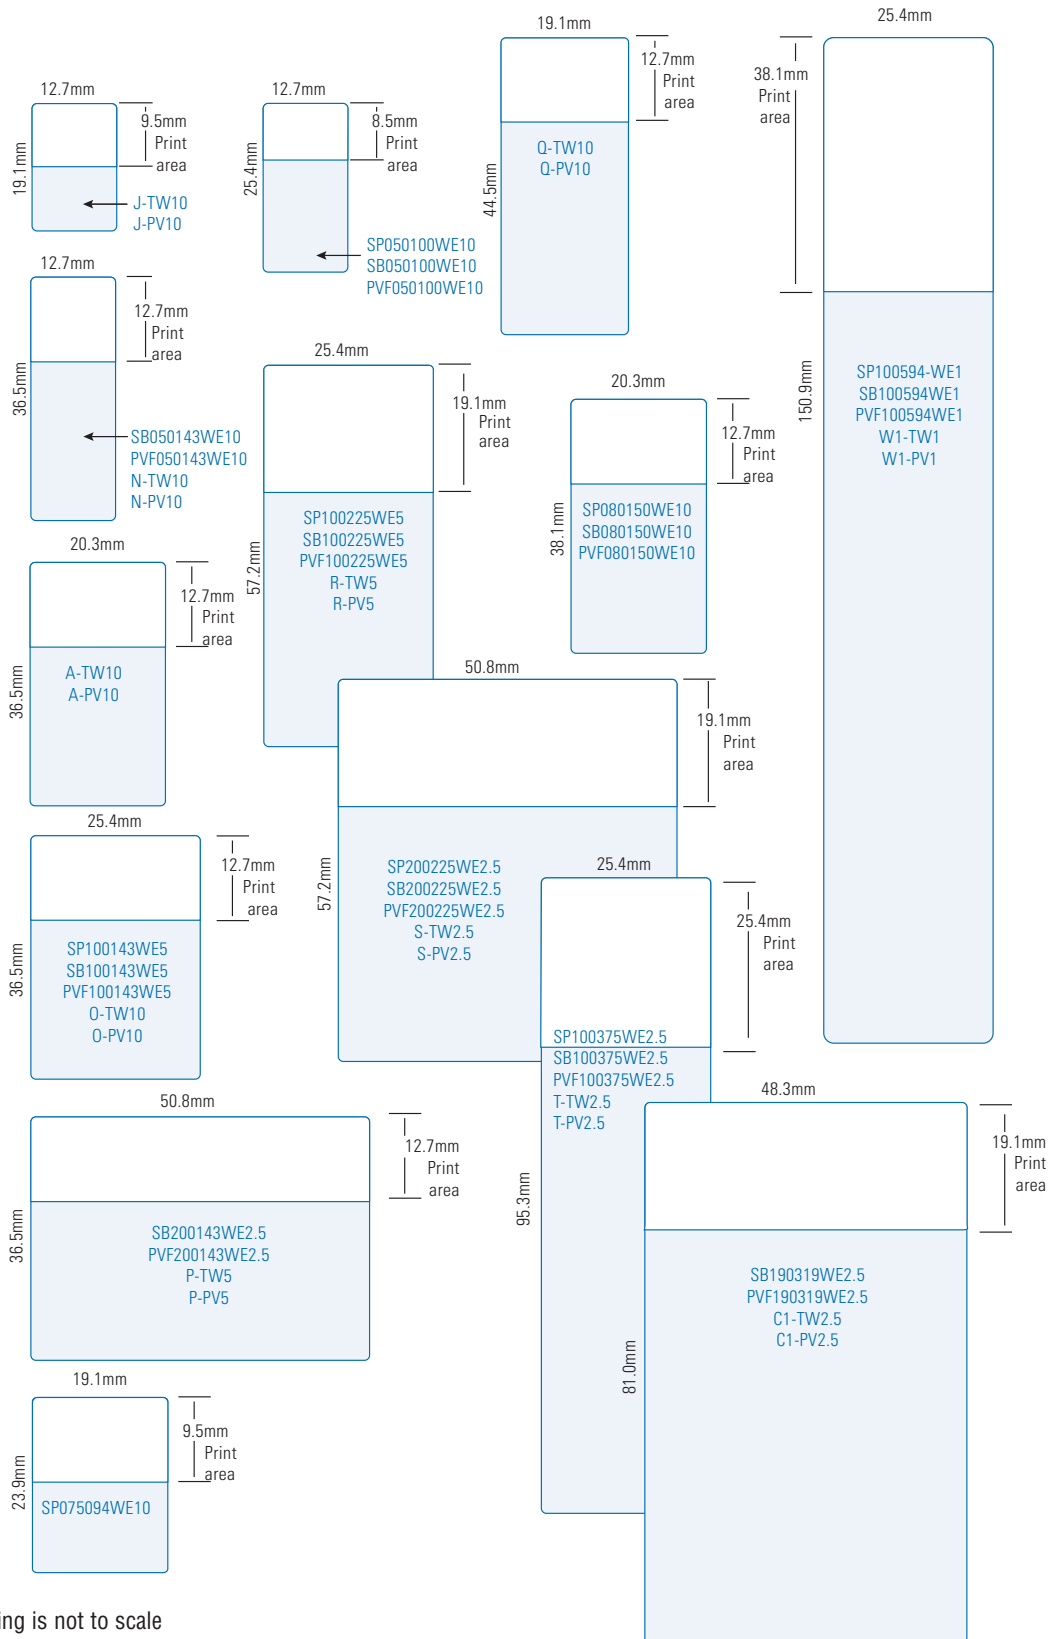 12.7mm
9.5mm
Print
area
19.1mm
J-TW10
J-PV10
12.7mm
8.5mm
Print
area
25.4mm
SP050100WE10
SB050100WE10
PVF050100WE10
19.1mm
12.7mm
Print
area
44.5mm
Q-TW10
Q-PV10
25.4mm
38.1mm
Print
area
150.9mm
SP100594-WE1
SB100594WE1
PVF100594WE1
W1-TW1
W1-PV1
12.7mm
12.7mm
Print
area
36.5mm
SB050143WE10
PVF050143WE10
N-TW10
N-PV10
25.4mm
19.1mm
Print
area
57.2mm
SP100225WE5
SB100225WE5
PVF100225WE5
R-TW5
R-PV5
20.3mm
12.7mm
Print
area
38.1mm
SP080150WE10
SB080150WE10
PVF080150WE10
20.3mm
12.7mm
Print
area
36.5mm
A-TW10
A-PV10
50.8mm
19.1mm
Print
area
57.2mm
SP200225WE2.5
SB200225WE2.5
PVF200225WE2.5
S-TW2.5
S-PV2.5
25.4mm
12.7mm
Print
area
36.5mm
SP100143WE5
SB100143WE5
PVF100143WE5
O-TW10
O-PV10
25.4mm
25.4mm
Print
area
95.3mm
SP100375WE2.5
SB100375WE2.5
PVF100375WE2.5
T-TW2.5
T-PV2.5
50.8mm
12.7mm
Print
area
36.5mm
SB200143WE2.5
PVF200143WE2.5
P-TW5
P-PV5
48.3mm
19.1mm
Print
area
81.0mm
SB190319WE2.5
PVF190319WE2.5
C1-TW2.5
C1-PV2.5
19.1mm
9.5mm
Print
area
23.9mm
SP075094WE10
ing is not to scale